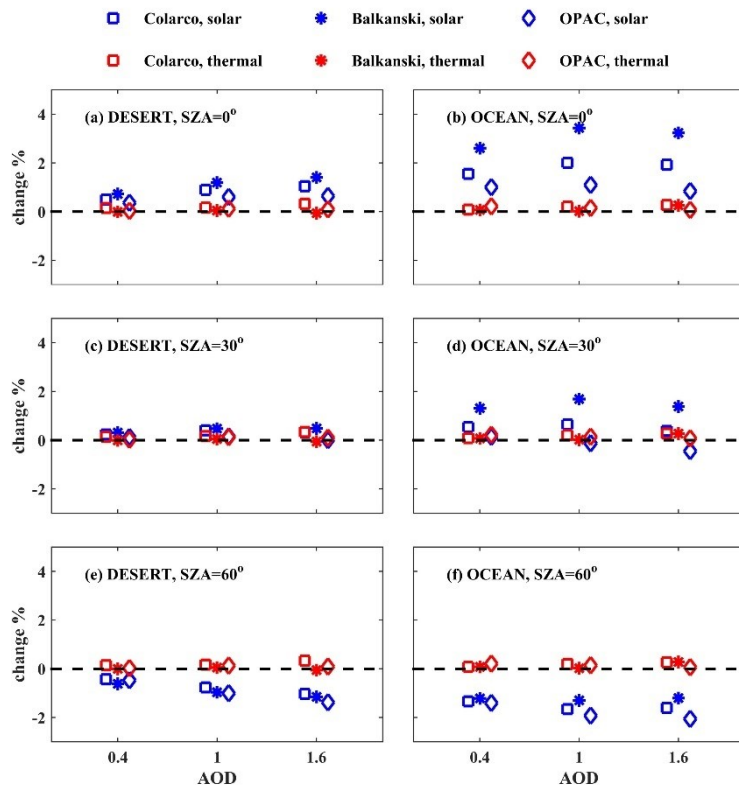 Colarco, solar Balkanski, solar OPAC, solar
Colarco, thermal Balkanski, thermal OPAC, thermal
(a) DESERT, SZA=0° (b) OCEAN, SZA=0°
4
2
0
-2
change %
(c) DESERT, SZA=30° (d) OCEAN, SZA=30°
4
2
0
-2
change %
(e) DESERT, SZA=60° (f) OCEAN, SZA=60°
4
2
0
-2
change %
0.4 1 1.6 0.4 1 1.6
AOD AOD